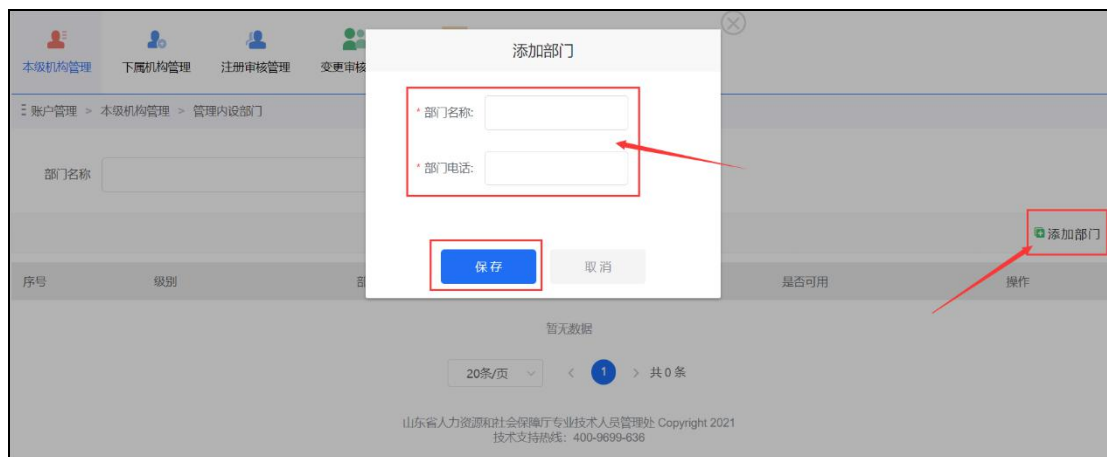 添加部门
本级机构管理 下属机构管理 注册审核管理 变更审核
账户管理 > 本级机构管理 > 管理内设部门
* 部门名称:
* 部门电话:
部门名称
添加部门
保存 取消
序号 级别 是否可用 操作
暂无数据
20条/页 < 1 > 共 0 条
山东省人力资源和社会保障厅专业技术人员管理处 Copyright 2021
技术支持热线: 400-9699-636